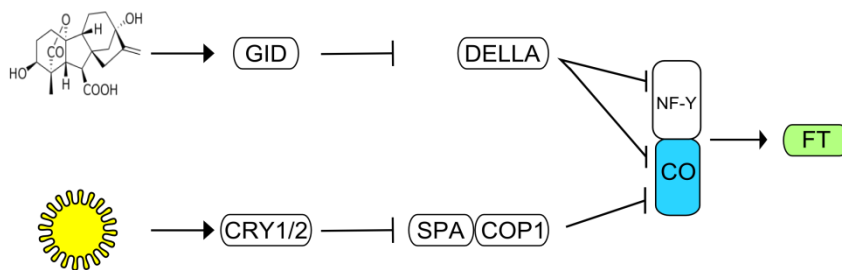 O
OH
H
CO
HO
H
COOH
GID
DELLA
NF-Y
CO
FT
CRY1/2
SPA
COP1